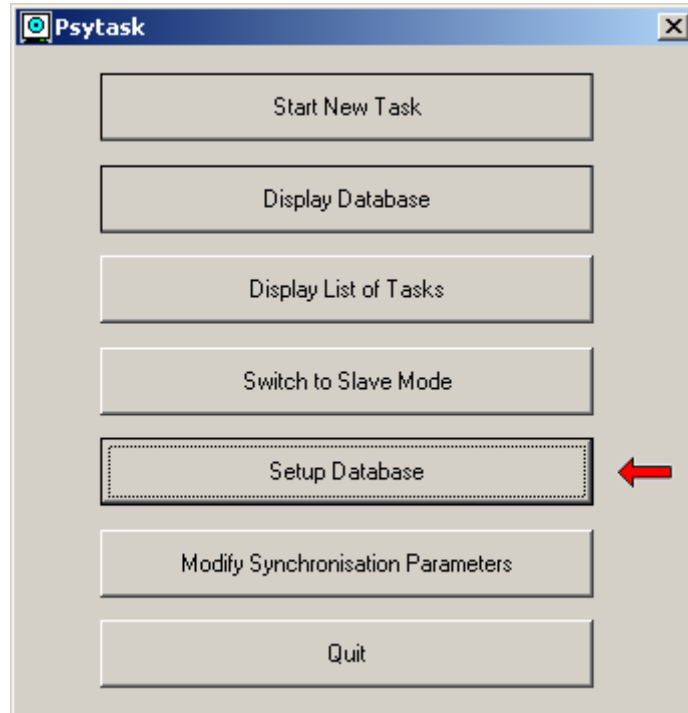 Psytask
Start New Task
Display Database
Display List of Tasks
Switch to Slave Mode
Setup Database
Modify Synchronisation Parameters
Quit